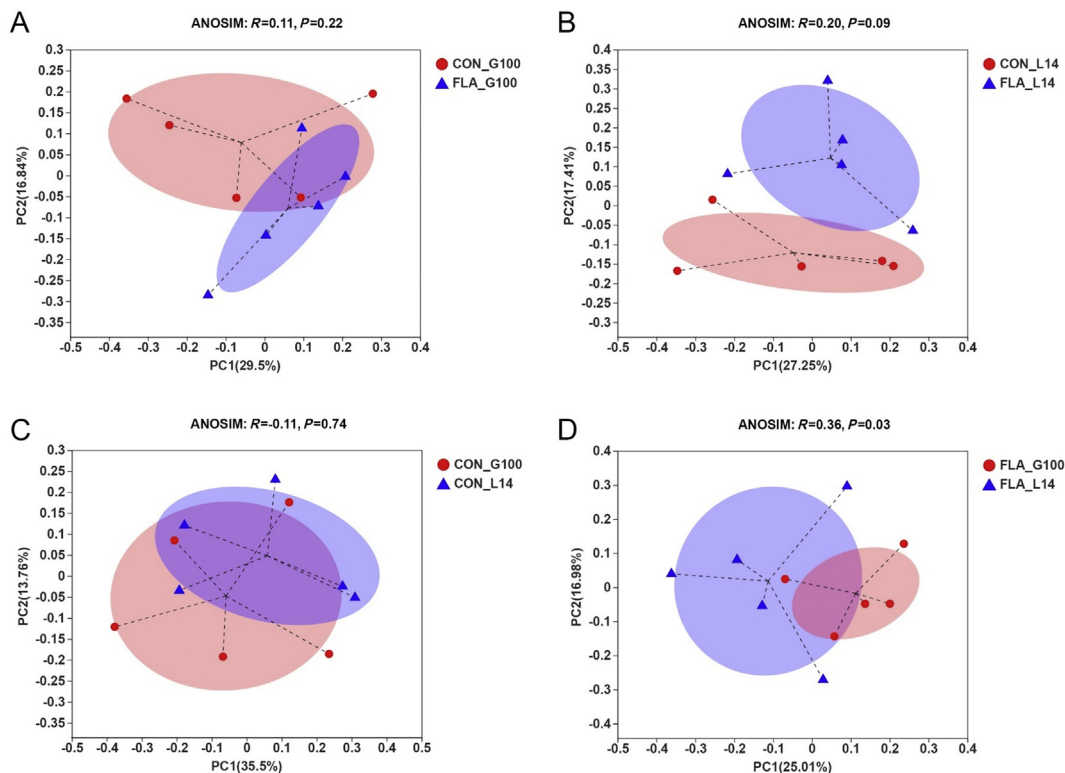 A
ANOSIM: R=0.11, P=0.22
CON_G100
FLA_G100
0.3
0.25
0.2
0.15
0.1
0.05
0
-0.05
-0.1
-0.15
-0.2
-0.25
-0.3
-0.35
PC2(16.84%)
-0.5 -0.4 -0.3 -0.2 -0.1 0 0.1 0.2 0.3 0.4
PC1(29.5%)
B
ANOSIM: R=0.20, P=0.09
CON_L14
FLA_L14
0.4
0.35
0.3
0.25
0.2
0.15
0.1
0.05
0
-0.05
-0.1
-0.15
-0.2
-0.25
-0.3
PC2(17.41%)
-0.5 -0.4 -0.3 -0.2 -0.1 0 0.1 0.2 0.3 0.4
PC1(27.25%)
C
ANOSIM: R=-0.11, P=0.74
CON_G100
CON_L14
0.3
0.25
0.2
0.15
0.1
0.05
0
-0.05
-0.1
-0.15
-0.2
-0.25
-0.3
-0.35
PC2(13.76%)
-0.5 -0.4 -0.3 -0.2 -0.1 0 0.1 0.2 0.3 0.4 0.5
PC1(35.5%)
D
ANOSIM: R=0.36, P=0.03
FLA_G100
FLA_L14
0.4
0.3
0.2
0.1
0
-0.1
-0.2
-0.3
-0.4
PC2(16.98%)
-0.5 -0.4 -0.3 -0.2 -0.1 0 0.1 0.2 0.3 0.4
PC1(25.01%)